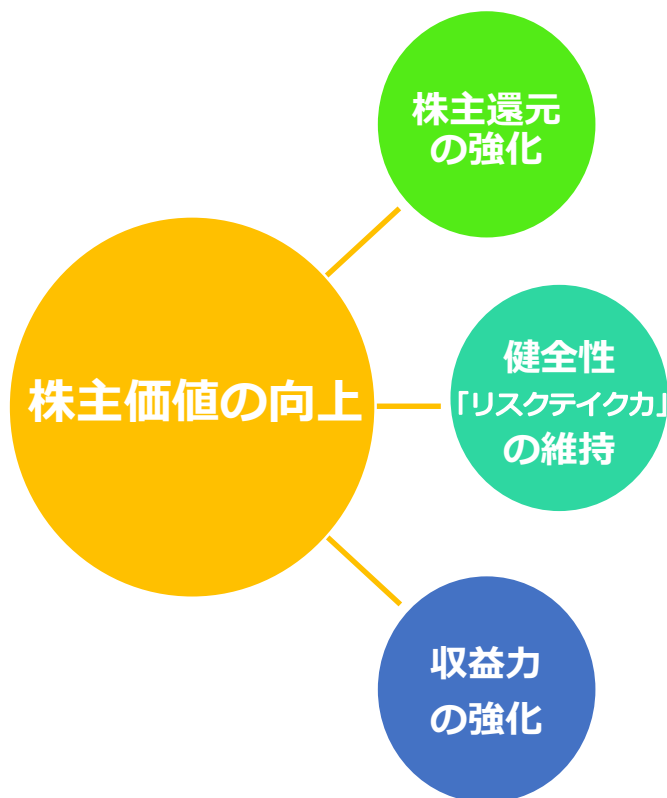 株主還元
の強化
健全性
「リスクテイク力」
の維持
株主価値の向上
収益力
の強化